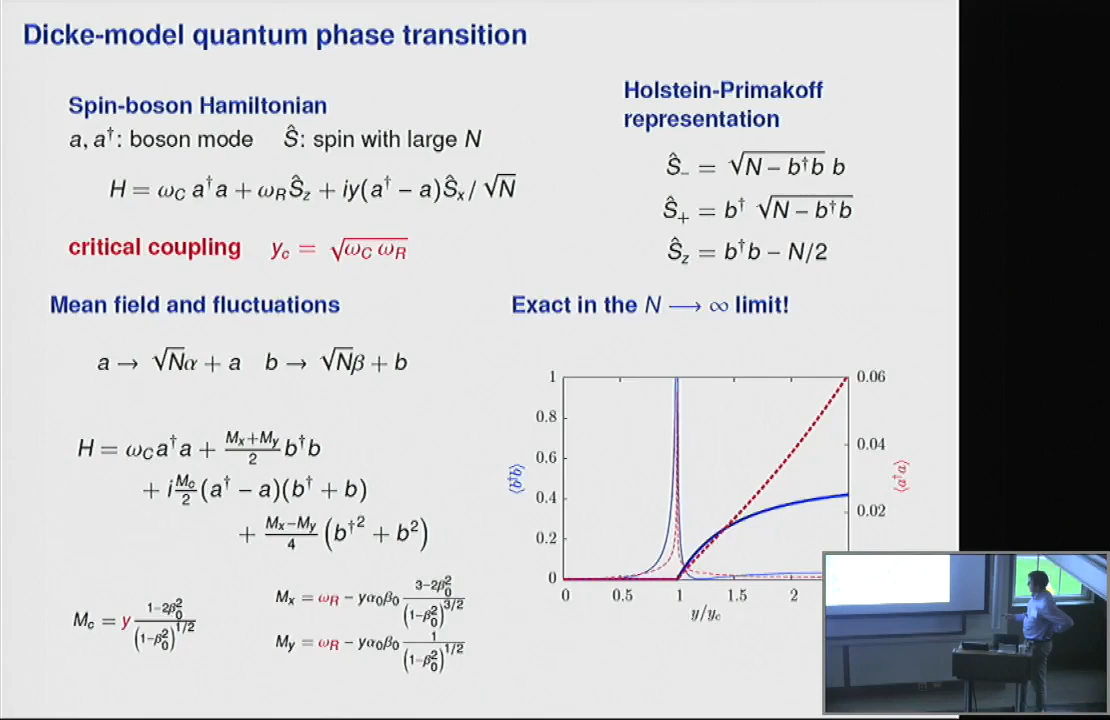 Dicke-model quantum phase transition
Spin-boson Hamiltonian
a, a†: boson mode Ŝ: spin with large N
H = ω_C a†a + ω_R Ŝ_z + iy(a† − a)Ŝ_x/√N
critical coupling y_c = √(ω_C ω_R)
Holstein-Primakoff
representation
Ŝ_− = √(N − b†b) b
Ŝ_+ = b† √(N − b†b)
Ŝ_z = b†b − N/2
Mean field and fluctuations
a → √N α + a b → √N β + b
H = ω_C a†a + (M_x+M_y)/2 b†b
+ i M_c/2 (a† − a)(b† + b)
+ (M_x−M_y)/4 (b†² + b²)
M_c = y (1−2β_0²)/(1−β_0²)^{1/2}
M_x = ω_R − yα_0β_0 (3−2β_0²)/(1−β_0²)^{3/2}
M_y = ω_R − yα_0β_0 1/(1−β_0²)^{1/2}
Exact in the N → ∞ limit!
1
0.8
0.6
0.4
0.2
0
⟨b†b⟩
0.06
0.04
0.02
⟨a†a⟩
0 0.5 1 1.5 2
y/y_c